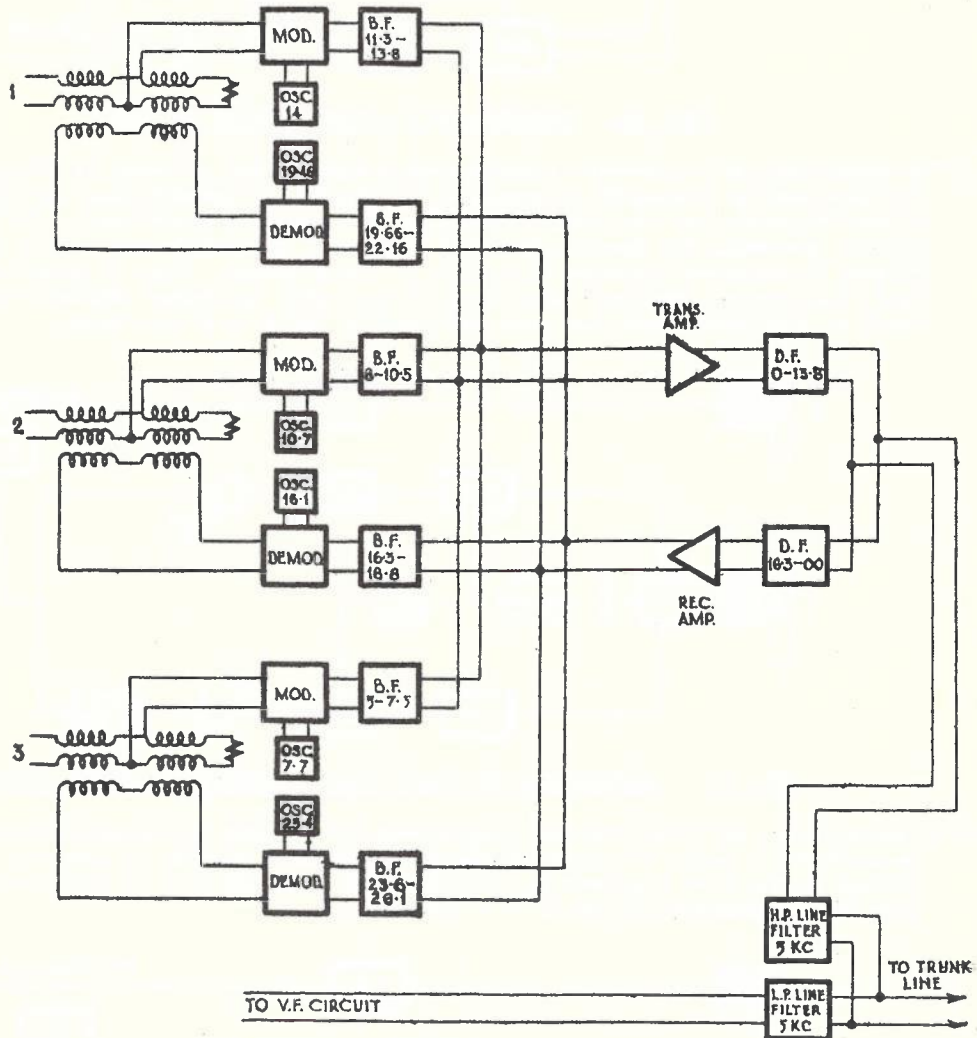 MOD.
B.F.
11·3-
13·8
OSC.
14
1
OSC.
19·46
DEMOD.
B.F.
19·66-
22·16
TRANS.
AMP.
MOD.
B.F.
8-10·5
D.F.
0-13·8
2
OSC.
10·7
OSC.
16·1
DEMOD.
B.F.
16·3-
18·8
D.F.
16·3-00
REC.
AMP.
MOD.
B.F.
5-7·5
3
OSC.
7·7
OSC.
23·4
DEMOD.
B.F.
23·6-
26·1
H.P. LINE
FILTER
5 KC
TO TRUNK
LINE
TO V.F. CIRCUIT
L.P. LINE
FILTER
5 KC